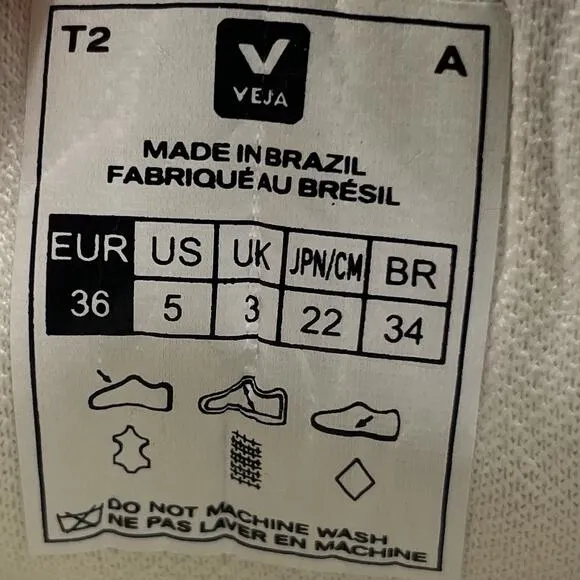 T2
A
VEJA
MADE IN BRAZIL
FABRIQUÉ AU BRÉSIL
EUR US UK JPN/CM BR
36 5 3 22 34
DO NOT MACHINE WASH
NE PAS LAVER EN MACHINE